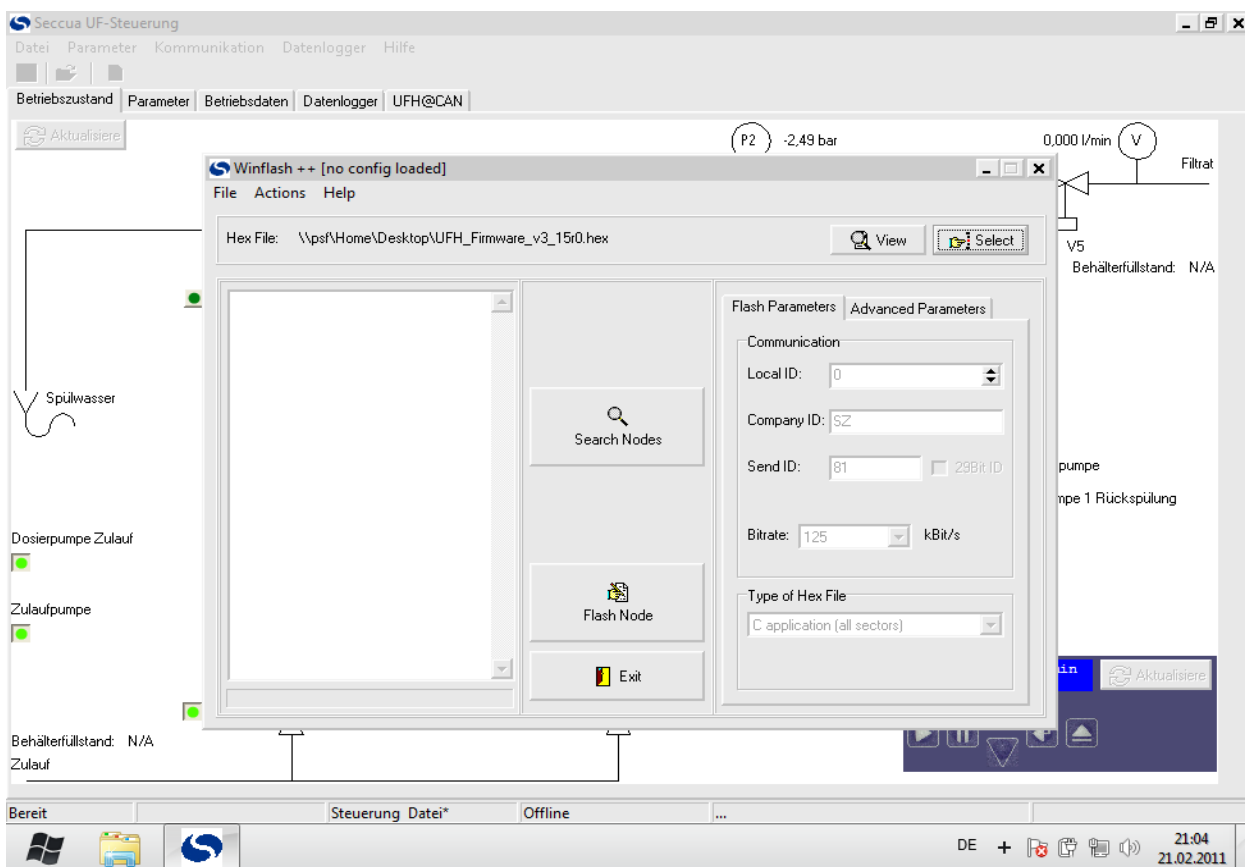 Seccua UF-Steuerung
Datei Parameter Kommunikation Datenlogger Hilfe
Betriebszustand Parameter Betriebsdaten Datenlogger UFH@CAN
Aktualisiere
P2 -2,49 bar
0,000 l/min V
Filtrat
V5
Behälterfüllstand: N/A
Winflash ++ [no config loaded]
File Actions Help
Hex File: \\psf\Home\Desktop\UFH_Firmware_v3_15r0.hex
View
Select
Search Nodes
Flash Node
Exit
Flash Parameters Advanced Parameters
Communication
Local ID: 0
Company ID: SZ
Send ID: 81 29Bit ID
Bitrate: 125 kBit/s
Type of Hex File
C application (all sectors)
Spülwasser
Dosierpumpe Zulauf
Zulaufpumpe
Behälterfüllstand: N/A
Zulauf
pumpe
mpe 1 Rückspülung
in
Aktualisiere
Bereit Steuerung Datei* Offline ...
DE 21:04
21.02.2011